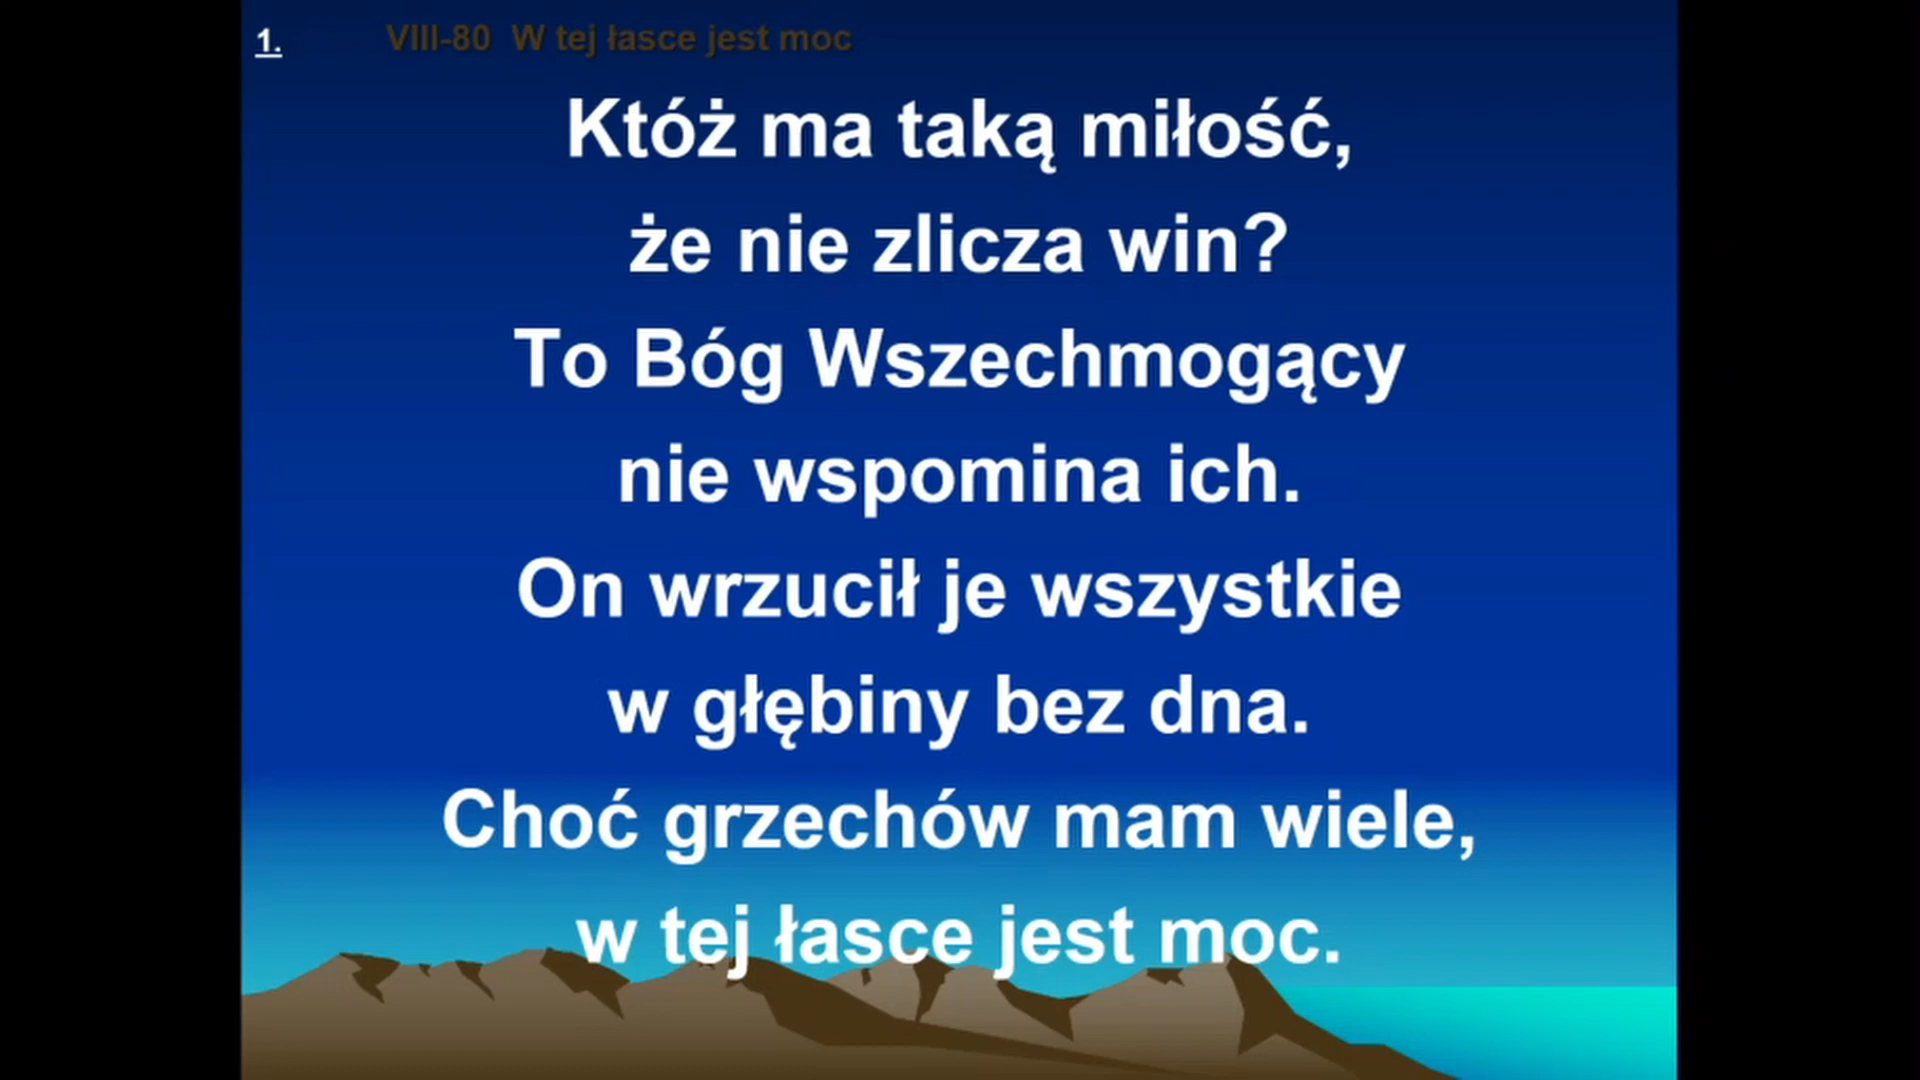 1. VIII-80 W tej łasce jest moc
Któż ma taką miłość,
że nie zlicza win?
To Bóg Wszechmogący
nie wspomina ich.
On wrzucił je wszystkie
w głębiny bez dna.
Choć grzechów mam wiele,
w tej łasce jest moc.